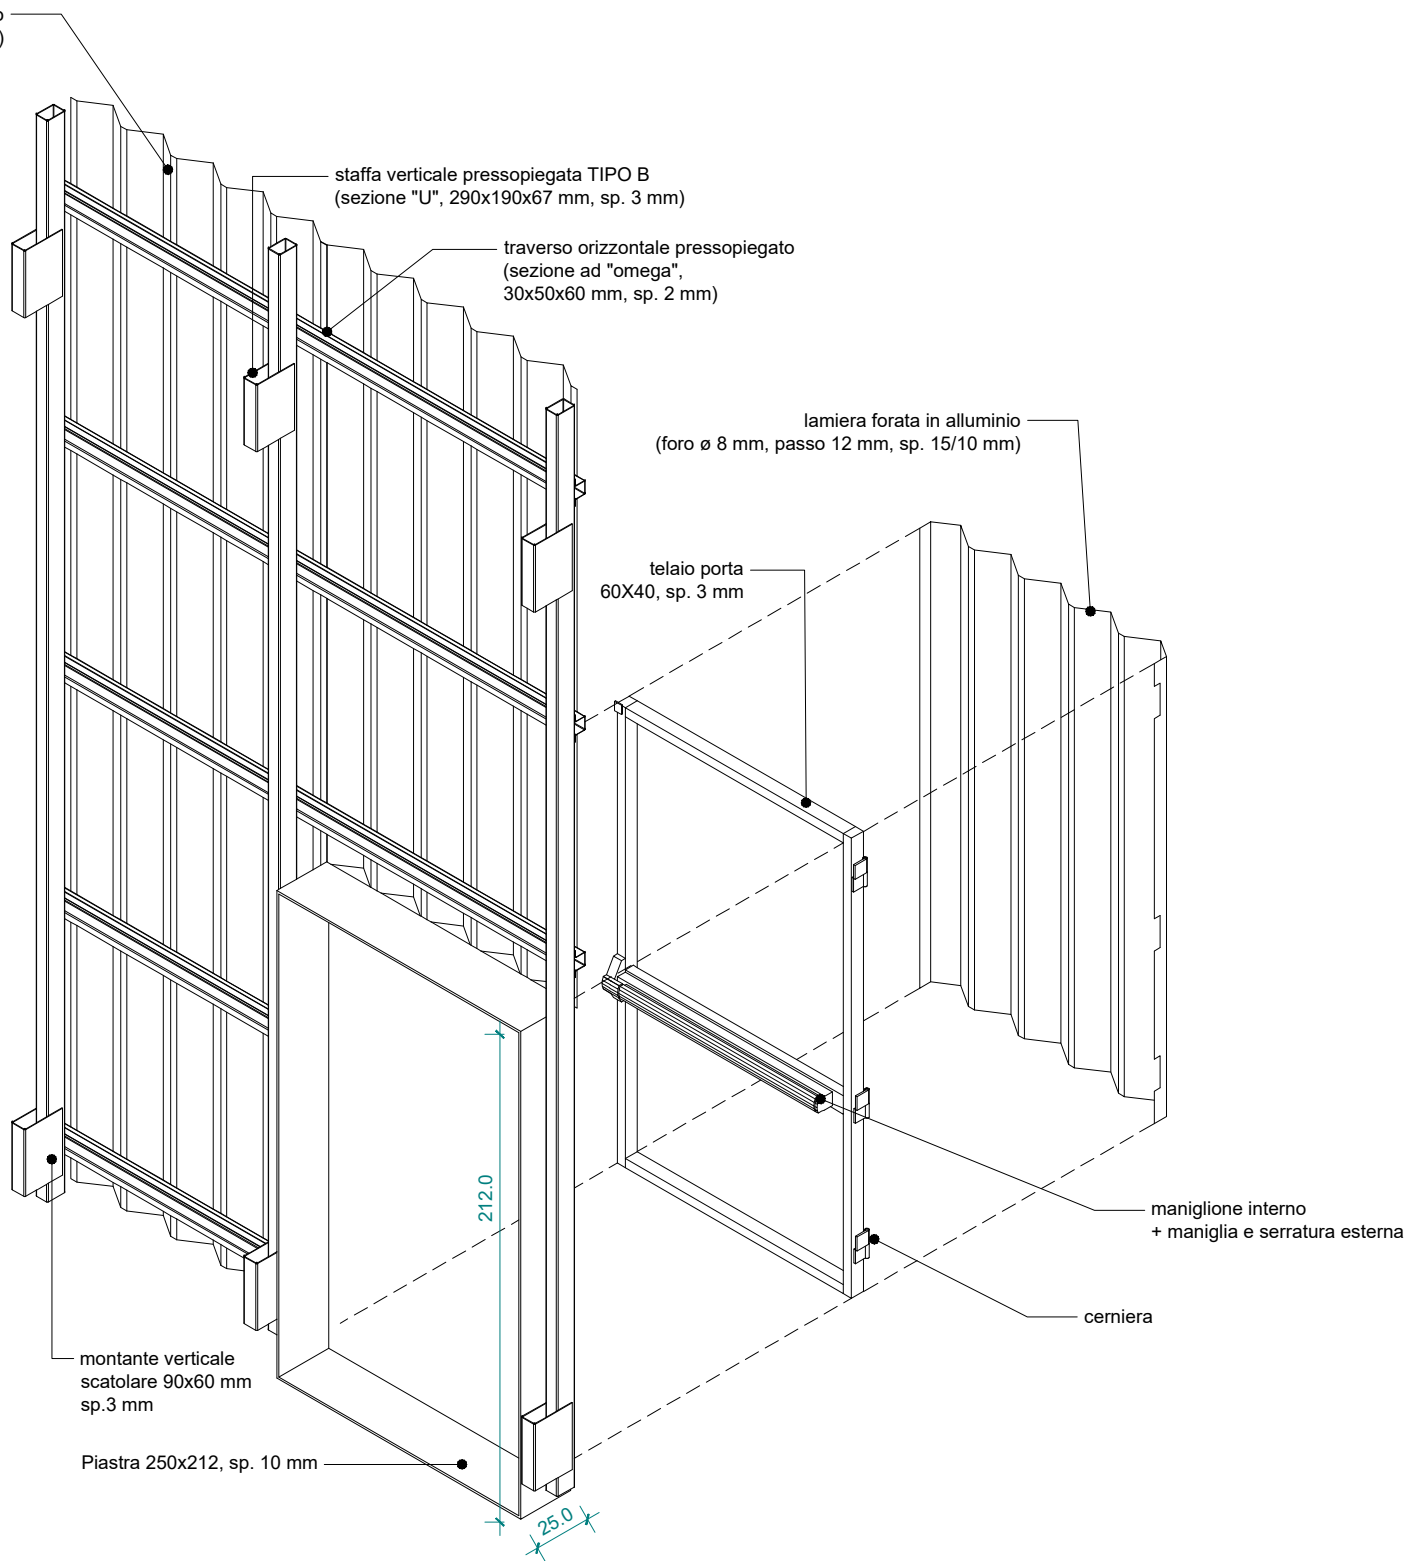 )
staffa verticale pressopiegata TIPO B
(sezione "U", 290x190x67 mm, sp. 3 mm)
traverso orizzontale pressopiegato
(sezione ad "omega",
30x50x60 mm, sp. 2 mm)
lamiera forata in alluminio
(foro ø 8 mm, passo 12 mm, sp. 15/10 mm)
telaio porta
60X40, sp. 3 mm
212.0
maniglione interno
+ maniglia e serratura esterna
cerniera
montante verticale
scatolare 90x60 mm
sp.3 mm
Piastra 250x212, sp. 10 mm
25.0